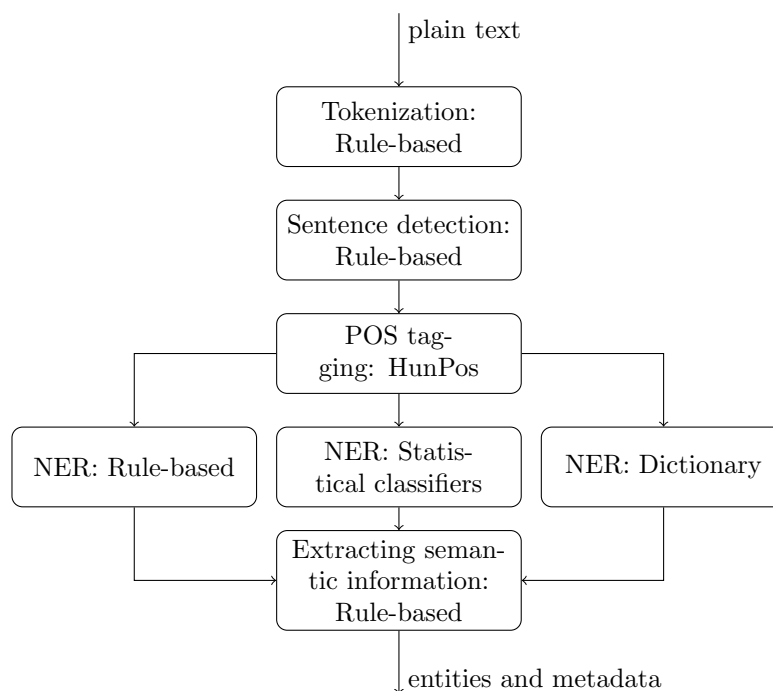 plain text
Tokenization:
Rule-based
Sentence detection:
Rule-based
POS tag-
ging: HunPos
NER: Rule-based
NER: Statis-
tical classifiers
NER: Dictionary
Extracting seman-
tic information:
Rule-based
entities and metadata